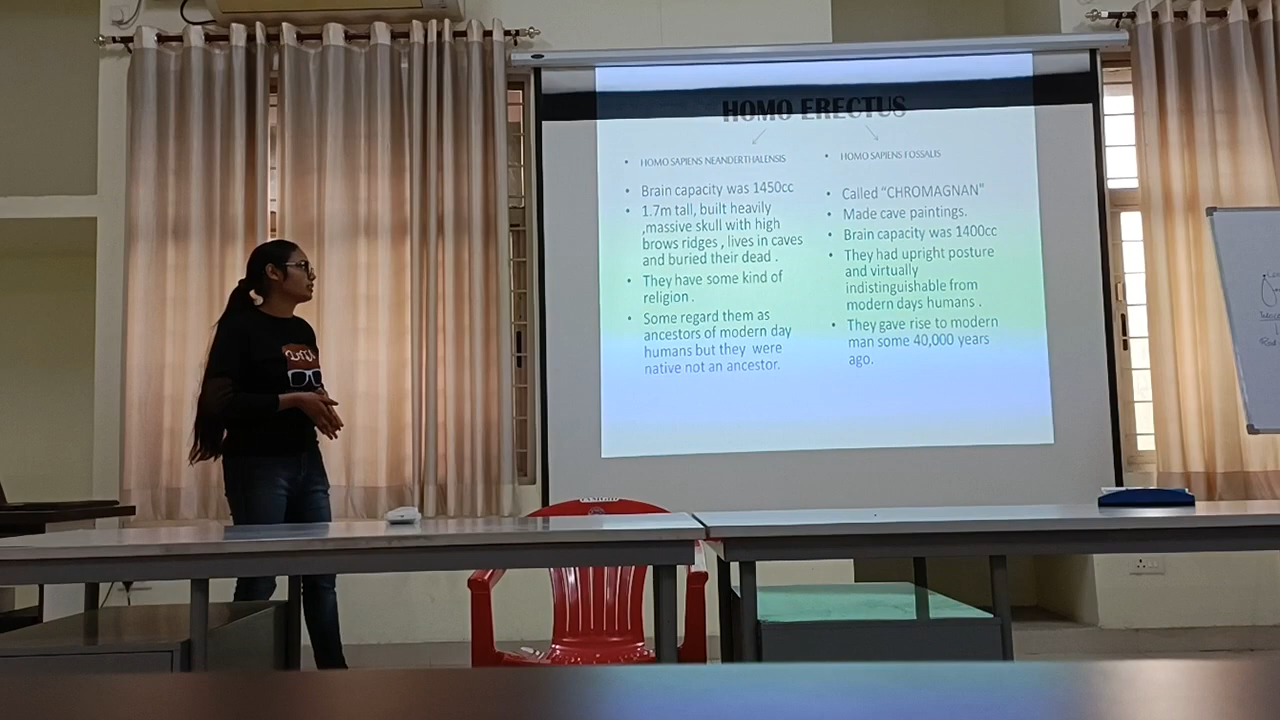 HOMO ERECTUS
• HOMO SAPIENS NEANDERTHALENSIS
• Brain capacity was 1450cc
• 1.7m tall, built heavily
,massive skull with high
brows ridges , lives in caves
and buried their dead .
• They have some kind of
religion .
• Some regard them as
ancestors of modern day
humans but they were
native not an ancestor.
• HOMO SAPIENS FOSSALIS
• Called “CHROMAGNAN”
• Made cave paintings.
• Brain capacity was 1400cc
• They had upright posture
and virtually
indistinguishable from
modern days humans .
• They gave rise to modern
man some 40,000 years
ago.